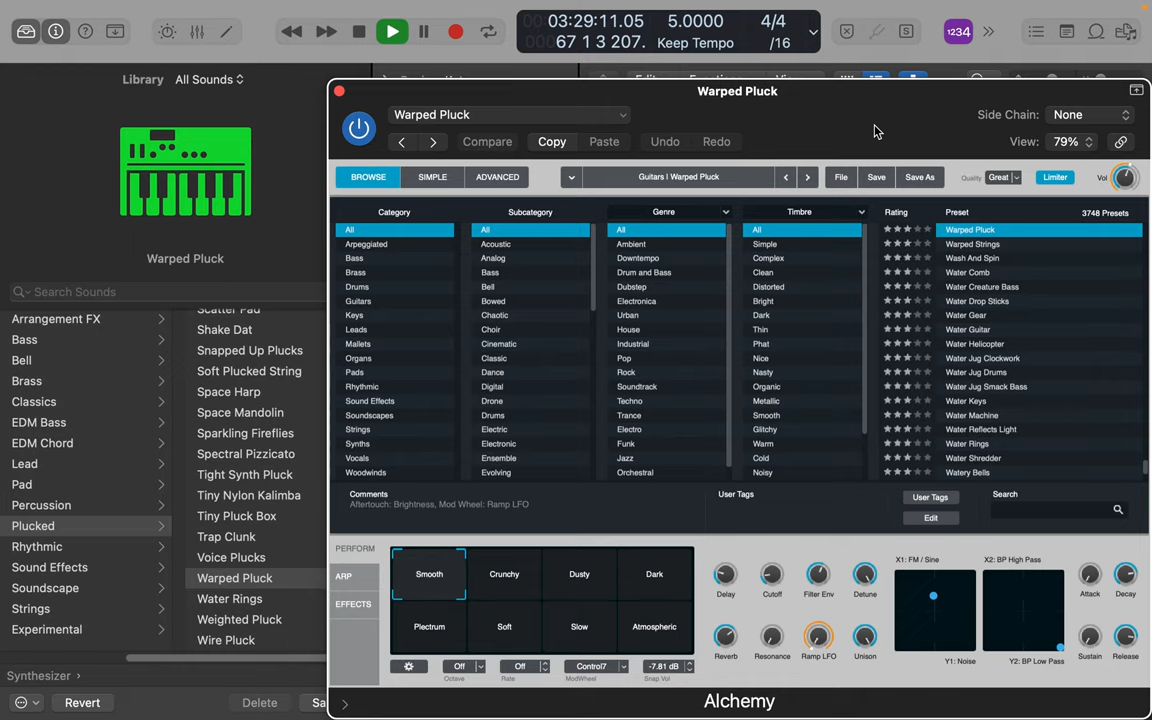 03:29:11.05 5.0000 4/4
67 1 3 207. Keep Tempo /16
1234
Library All Sounds
Warped Pluck
Search Sounds
Arrangement FX
Bass
Bell
Brass
Classics
EDM Bass
EDM Chord
Lead
Pad
Percussion
Plucked
Rhythmic
Sound Effects
Soundscape
Strings
Experimental
Scatter Pad
Shake Dat
Snapped Up Plucks
Soft Plucked String
Space Harp
Space Mandolin
Sparkling Fireflies
Spectral Pizzicato
Tight Synth Pluck
Tiny Nylon Kalimba
Tiny Pluck Box
Trap Clunk
Voice Plucks
Warped Pluck
Water Rings
Weighted Pluck
Wire Pluck
Synthesizer
Revert Delete
Warped Pluck
Warped Pluck
Side Chain: None
Compare Copy Paste Undo Redo
View: 79%
BROWSE SIMPLE ADVANCED
Guitars | Warped Pluck
File Save Save As
Quality Great Limiter Vol
Category
All
Arpeggiated
Bass
Brass
Drums
Guitars
Keys
Leads
Mallets
Organs
Pads
Rhythmic
Sound Effects
Soundscapes
Strings
Synths
Vocals
Woodwinds
Subcategory
All
Acoustic
Analog
Bass
Bell
Bowed
Chaotic
Choir
Cinematic
Classic
Dance
Digital
Drone
Drums
Electric
Electronic
Ensemble
Evolving
Genre
All
Ambient
Downtempo
Drum and Bass
Dubstep
Electronica
Urban
House
Industrial
Pop
Rock
Soundtrack
Techno
Trance
Electro
Funk
Jazz
Orchestral
Timbre
All
Simple
Complex
Clean
Distorted
Bright
Dark
Thin
Phat
Nice
Nasty
Organic
Metallic
Smooth
Glitchy
Warm
Cold
Noisy
Rating Preset 3748 Presets
Warped Pluck
Warped Strings
Wash And Spin
Water Comb
Water Creature Bass
Water Drop Sticks
Water Gear
Water Guitar
Water Helicopter
Water Jug Clockwork
Water Jug Drums
Water Jug Smack Bass
Water Keys
Water Machine
Water Reflects Light
Water Rings
Water Shredder
Watery Bells
Comments
Aftertouch: Brightness, Mod Wheel: Ramp LFO
User Tags
User Tags
Edit
Search
PERFORM
ARP
EFFECTS
Smooth Crunchy Dusty Dark
Plectrum Soft Slow Atmospheric
Off Off Control7 -7.81 dB
Octave Rate ModWheel Snap Vol
Delay Cutoff Filter Env Detune
Reverb Resonance Ramp LFO Unison
X1: FM / Sine X2: BP High Pass
Y1: Noise Y2: BP Low Pass
Attack Decay
Sustain Release
Alchemy